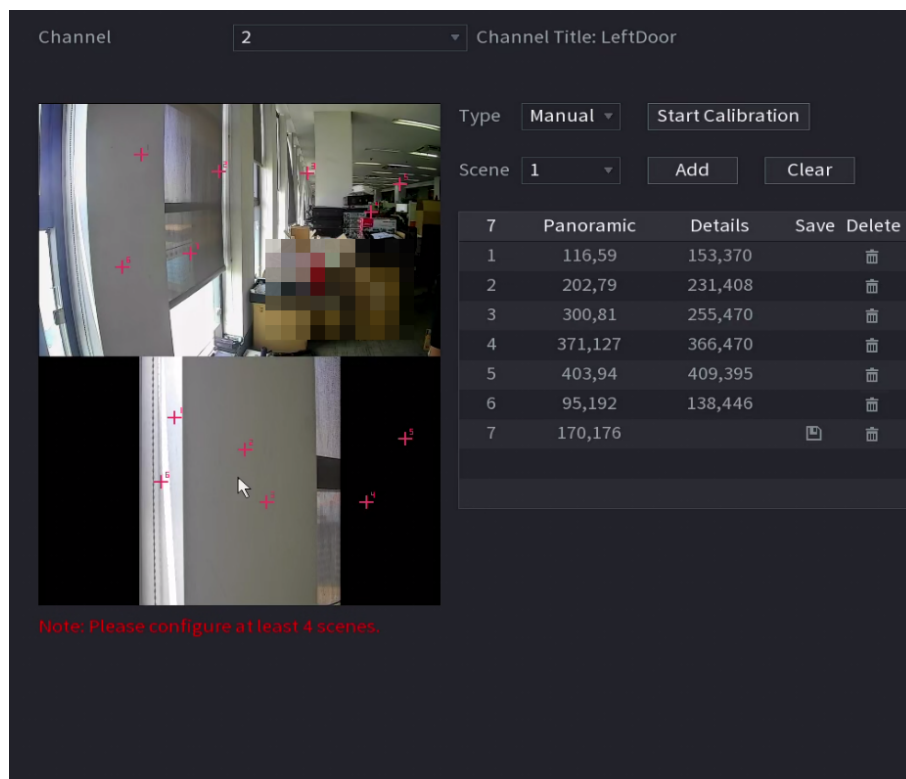 Channel 2 Channel Title: LeftDoor
Type Manual Start Calibration
Scene 1 Add Clear
7 Panoramic Details Save Delete
1 116,59 153,370
2 202,79 231,408
3 300,81 255,470
4 371,127 366,470
5 403,94 409,395
6 95,192 138,446
7 170,176
Note: Please configure at least 4 scenes.